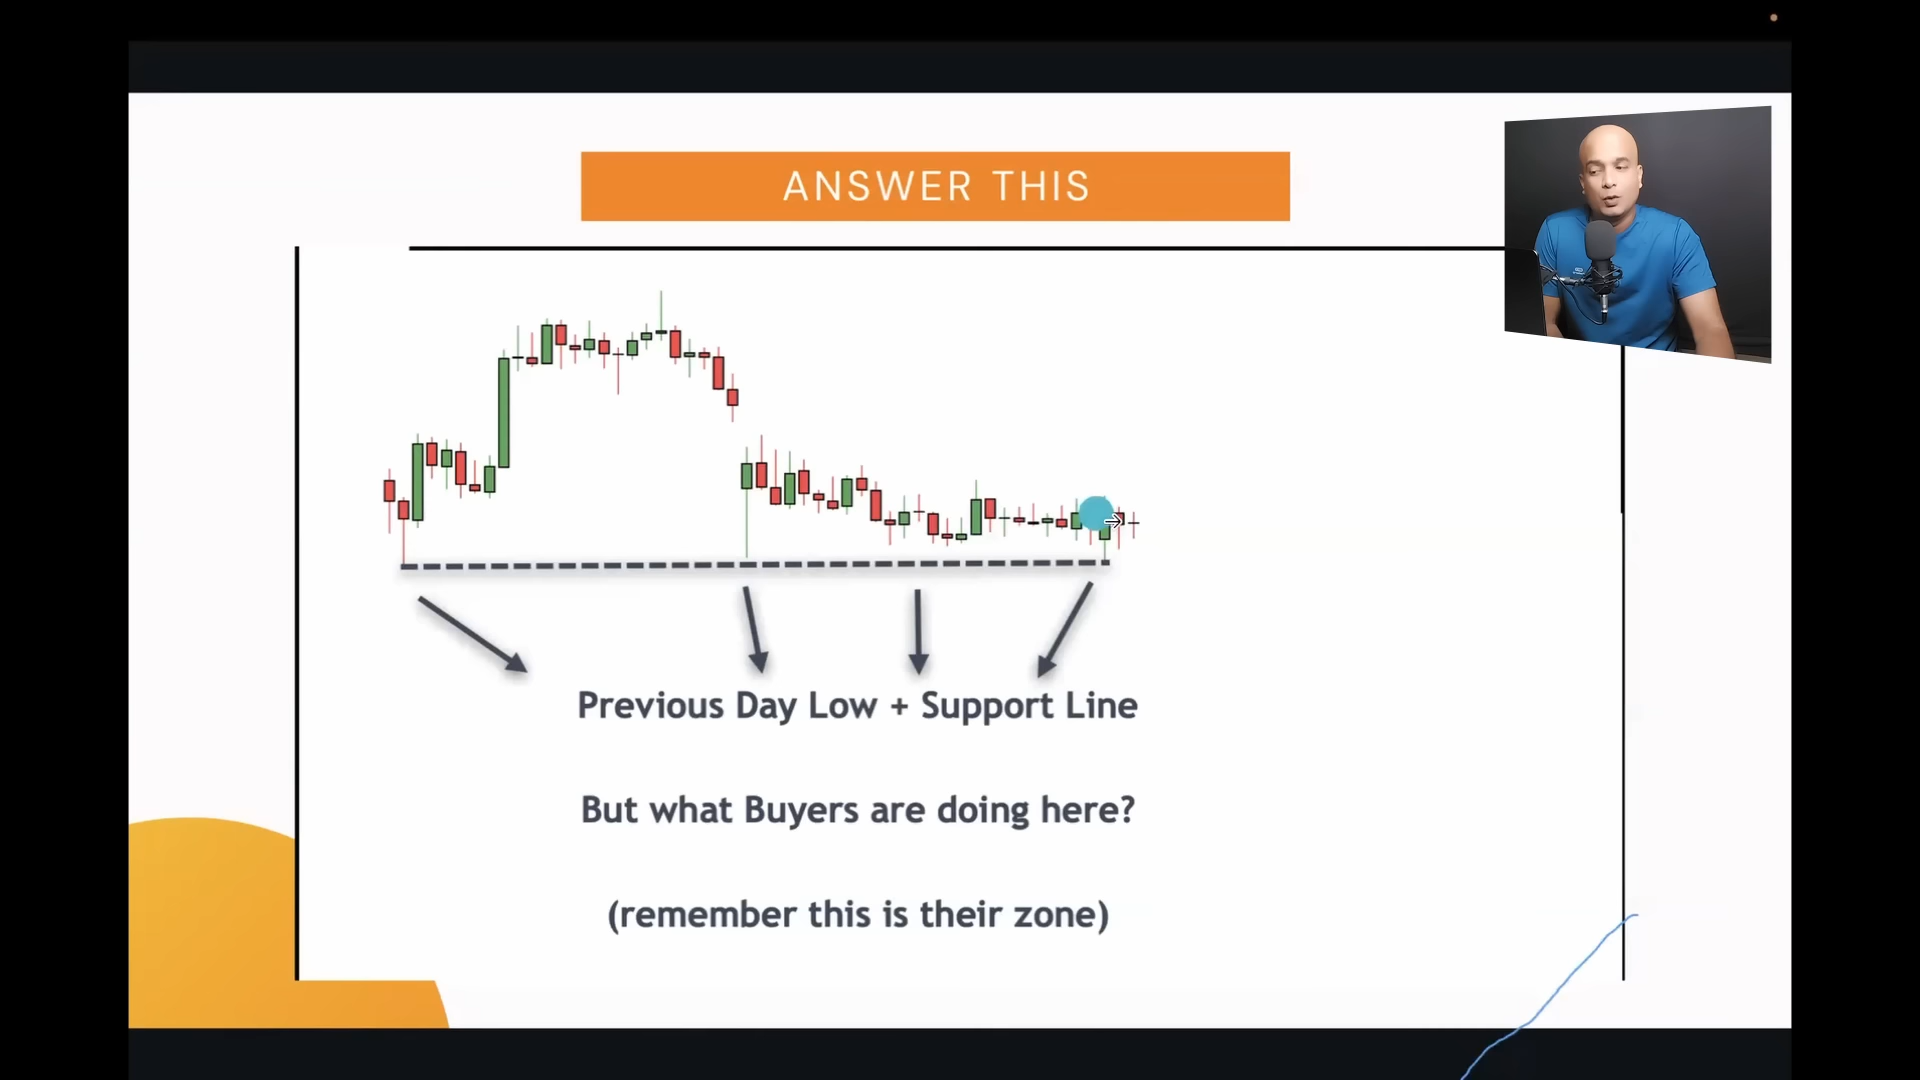 ANSWER THIS
Previous Day Low + Support Line
But what Buyers are doing here?
(remember this is their zone)